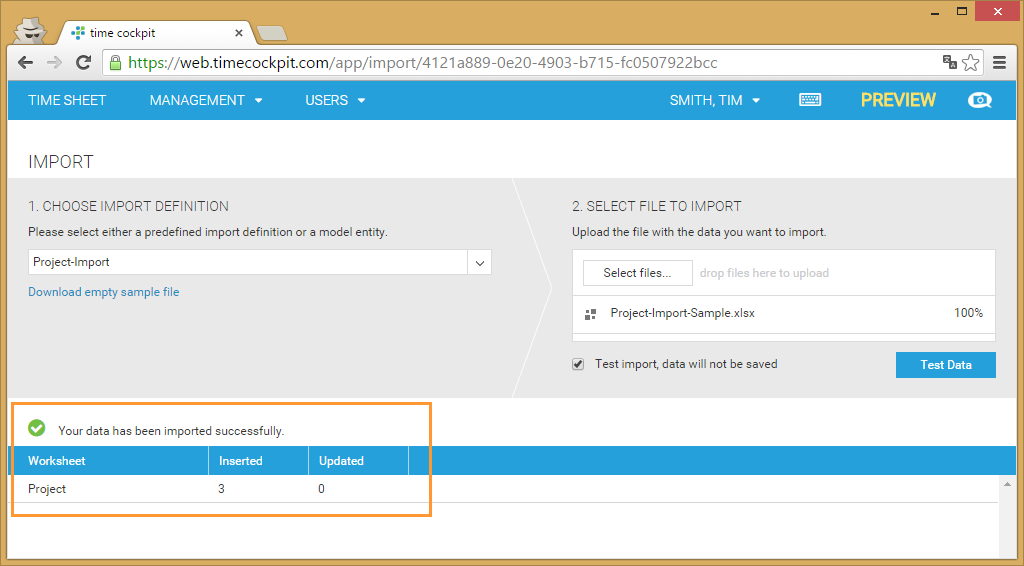 time cockpit
https://web.timecockpit.com/app/import/4121a889-0e20-4903-b715-fc0507922bcc
TIME SHEET MANAGEMENT USERS SMITH, TIM PREVIEW
IMPORT
1. CHOOSE IMPORT DEFINITION
Please select either a predefined import definition or a model entity.
Project-Import
Download empty sample file
2. SELECT FILE TO IMPORT
Upload the file with the data you want to import.
Select files... drop files here to upload
Project-Import-Sample.xlsx 100%
Test import, data will not be saved Test Data
Your data has been imported successfully.
Worksheet Inserted Updated
Project 3 0